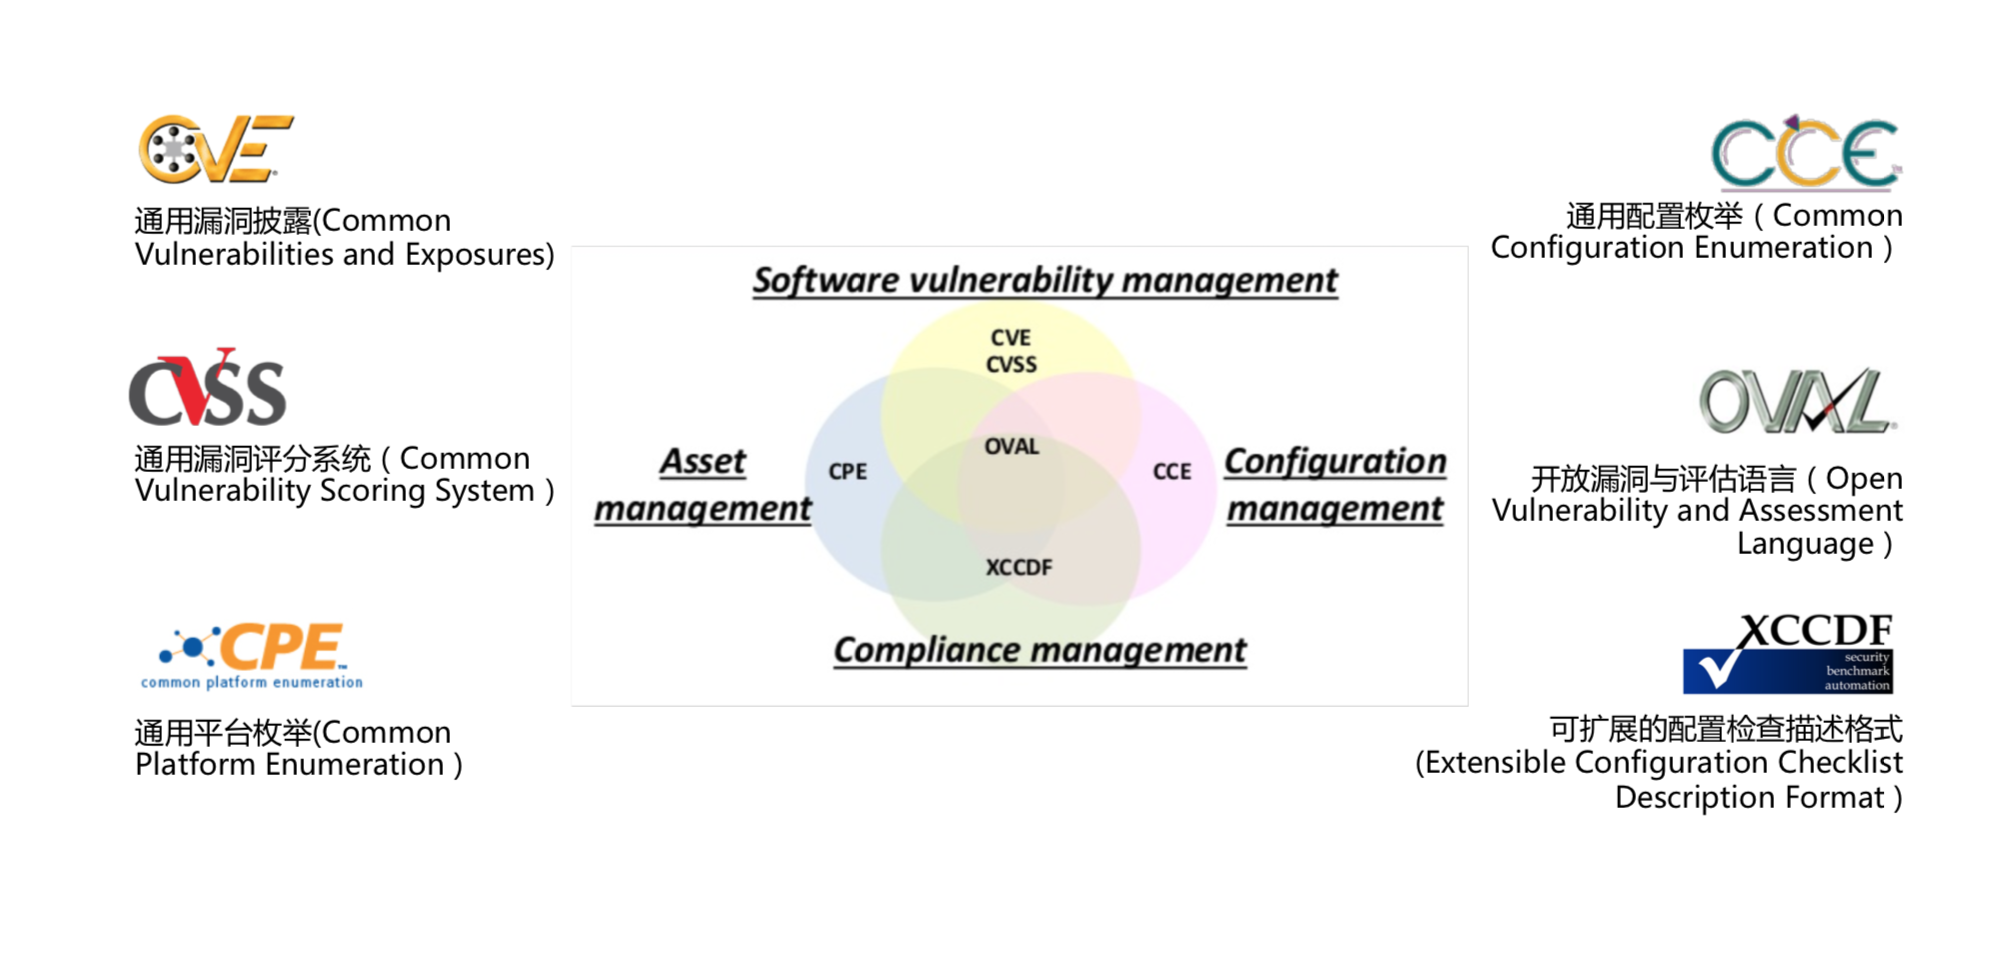 CVE
通用漏洞披露(Common
Vulnerabilities and Exposures)
CVSS
通用漏洞评分系统（Common
Vulnerability Scoring System）
CPE™
common platform enumeration
通用平台枚举(Common
Platform Enumeration）
Software vulnerability management
CVE
CVSS
Asset
management
CPE
OVAL
CCE
Configuration
management
XCCDF
Compliance management
CCE™
通用配置枚举（Common
Configuration Enumeration）
OVAL®
开放漏洞与评估语言（Open
Vulnerability and Assessment
Language）
XCCDF
security
benchmark
automation
可扩展的配置检查描述格式
(Extensible Configuration Checklist
Description Format）